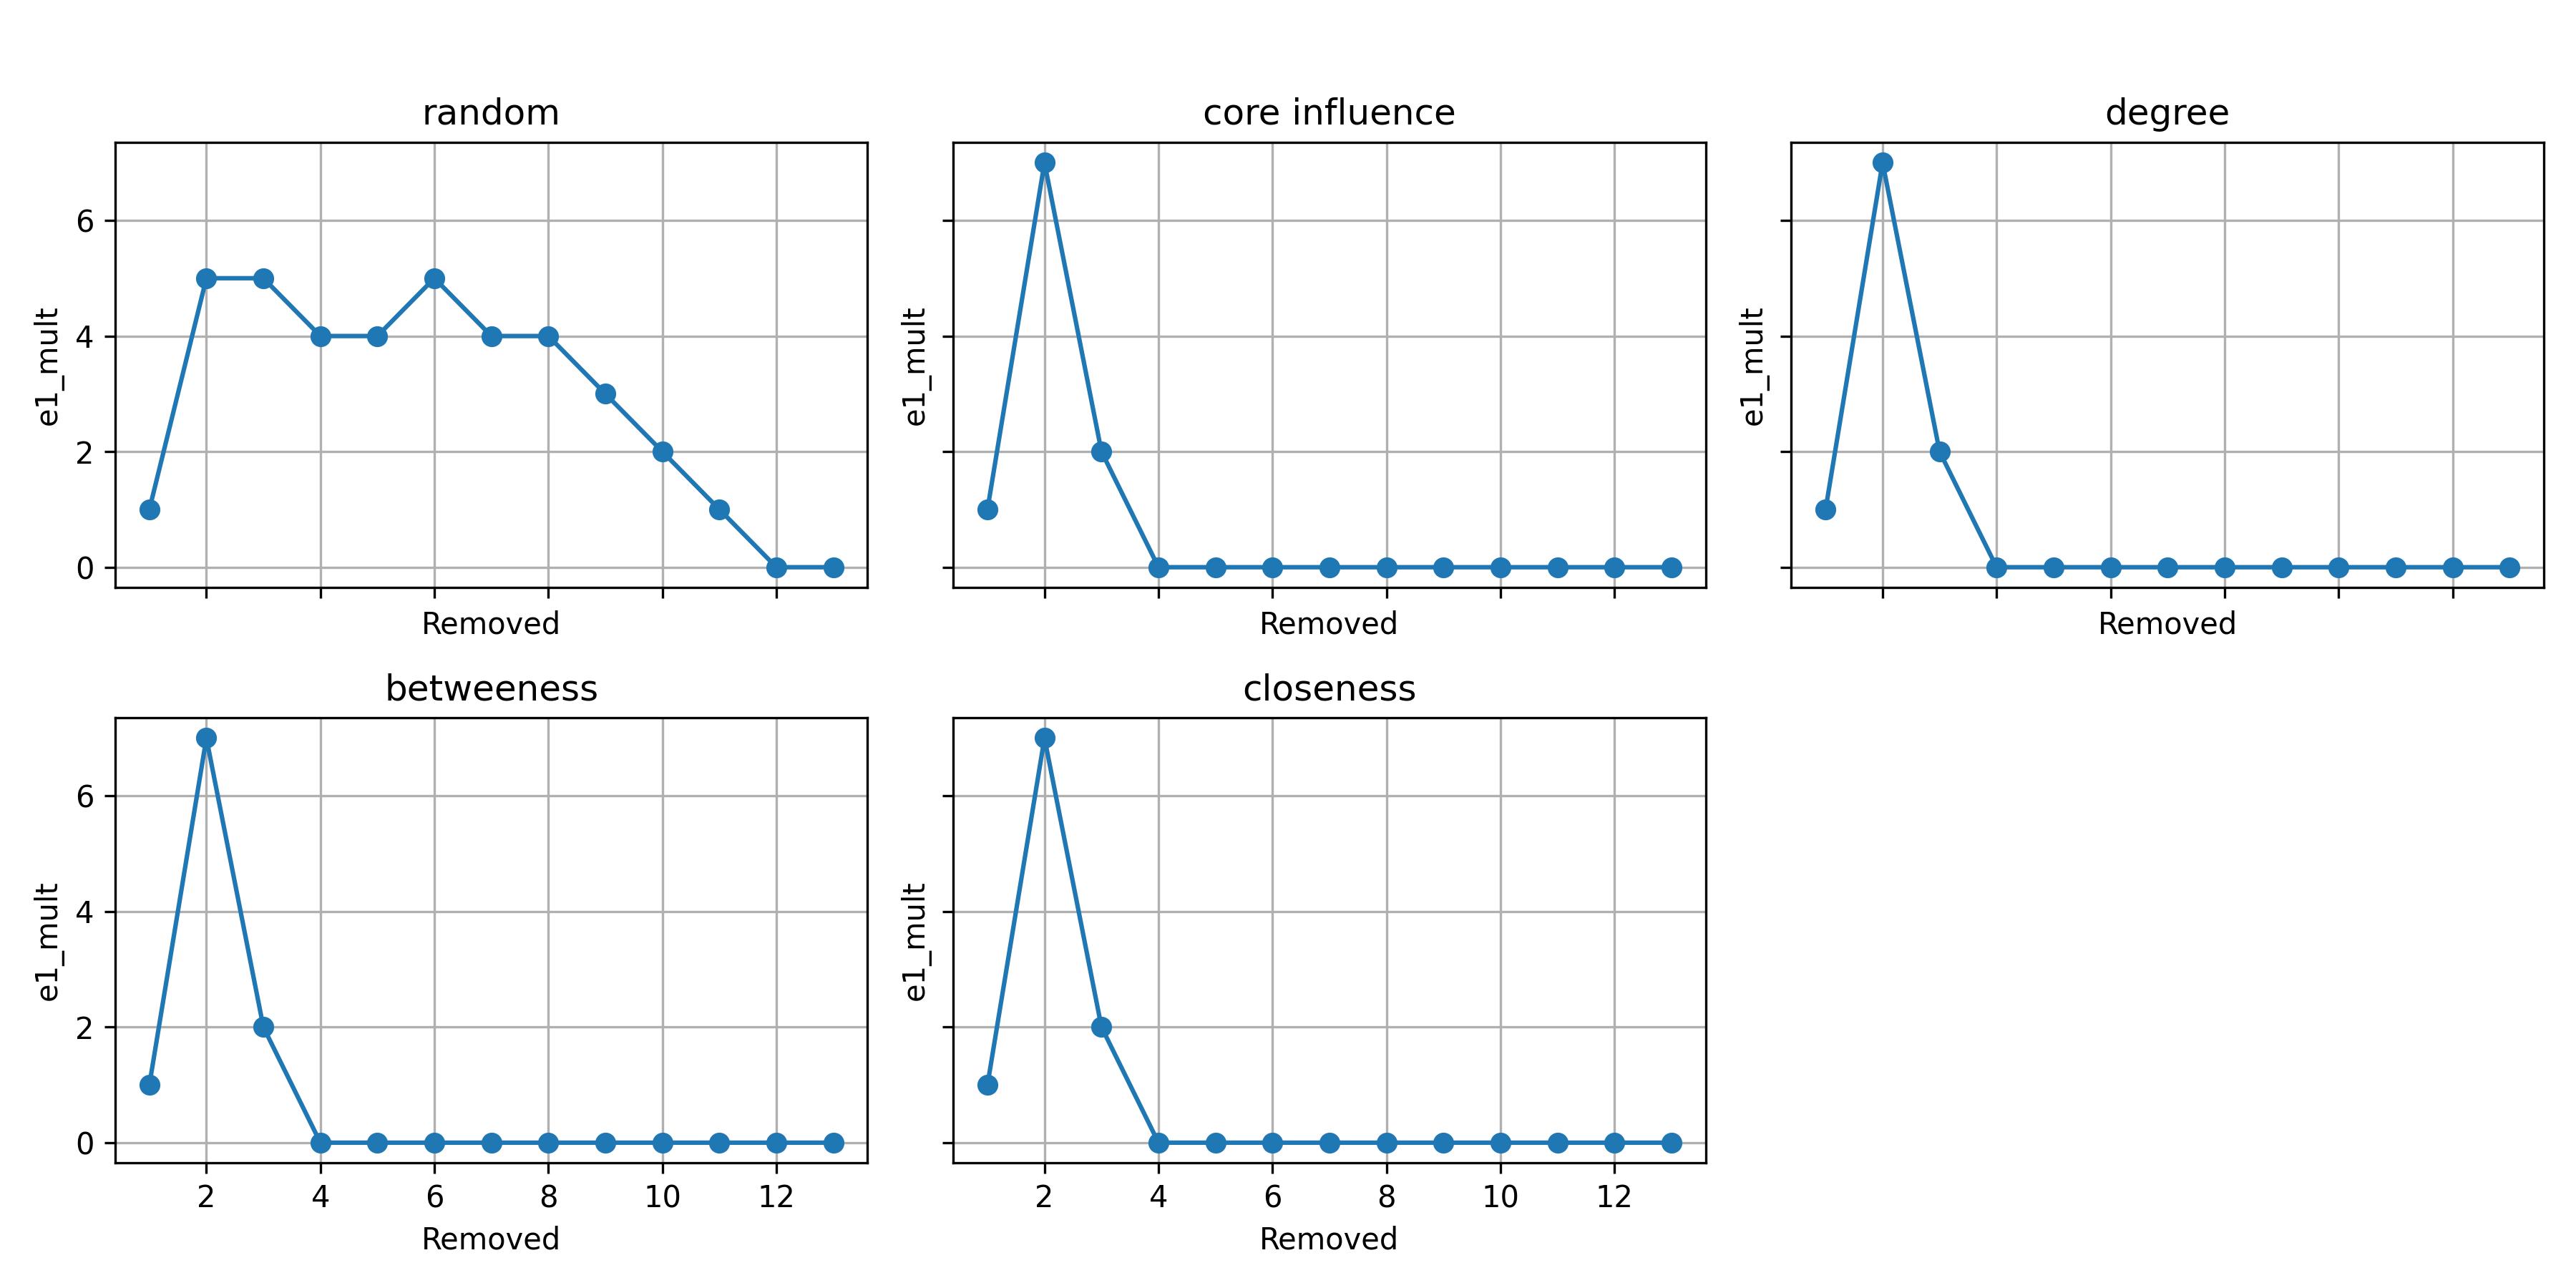 random
core influence
degree
6
4
2
0
e1_mult
e1_mult
e1_mult
Removed
Removed
Removed
betweeness
closeness
6
4
2
0
e1_mult
e1_mult
2 4 6 8 10 12
2 4 6 8 10 12
Removed
Removed